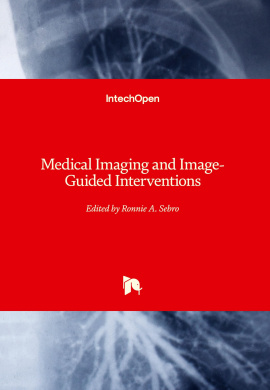 IntechOpen
Medical Imaging and Image-
Guided Interventions
Edited by Ronnie A. Sebro